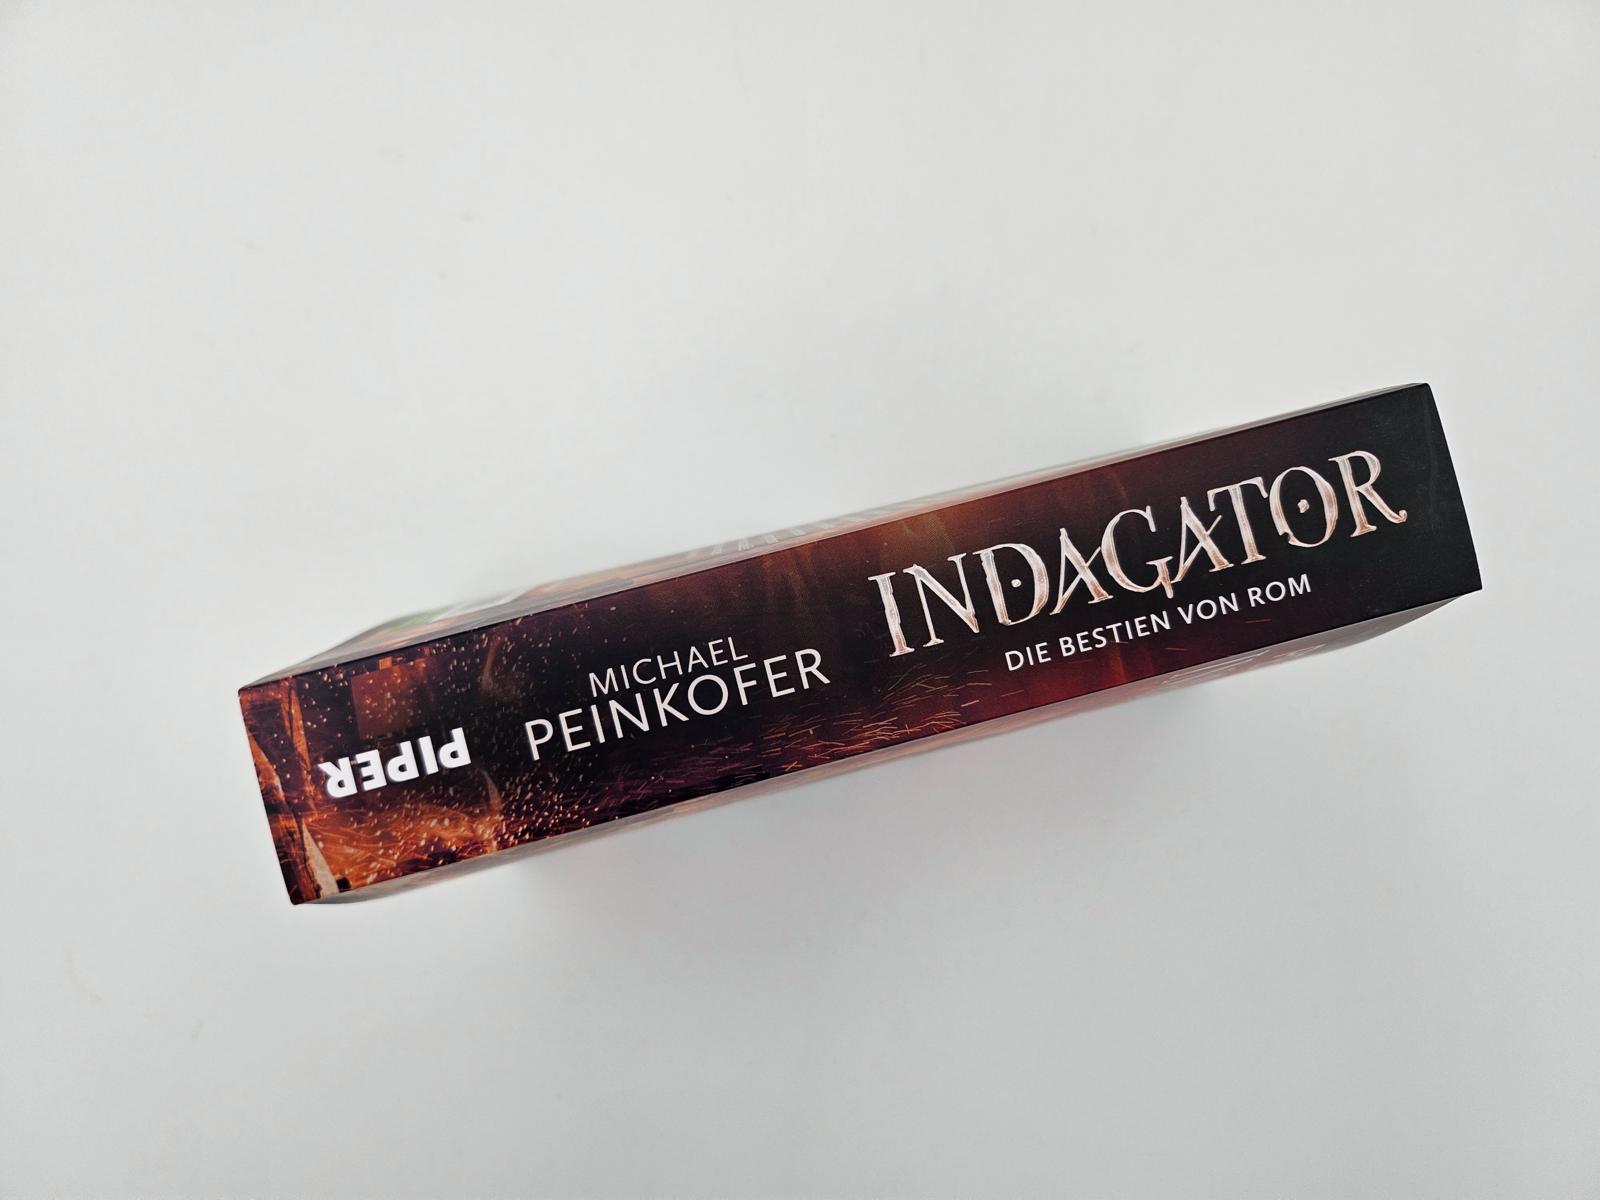 MICHAEL
PEINKOFER
INDAGATOR
DIE BESTIEN VON ROM
PIPER